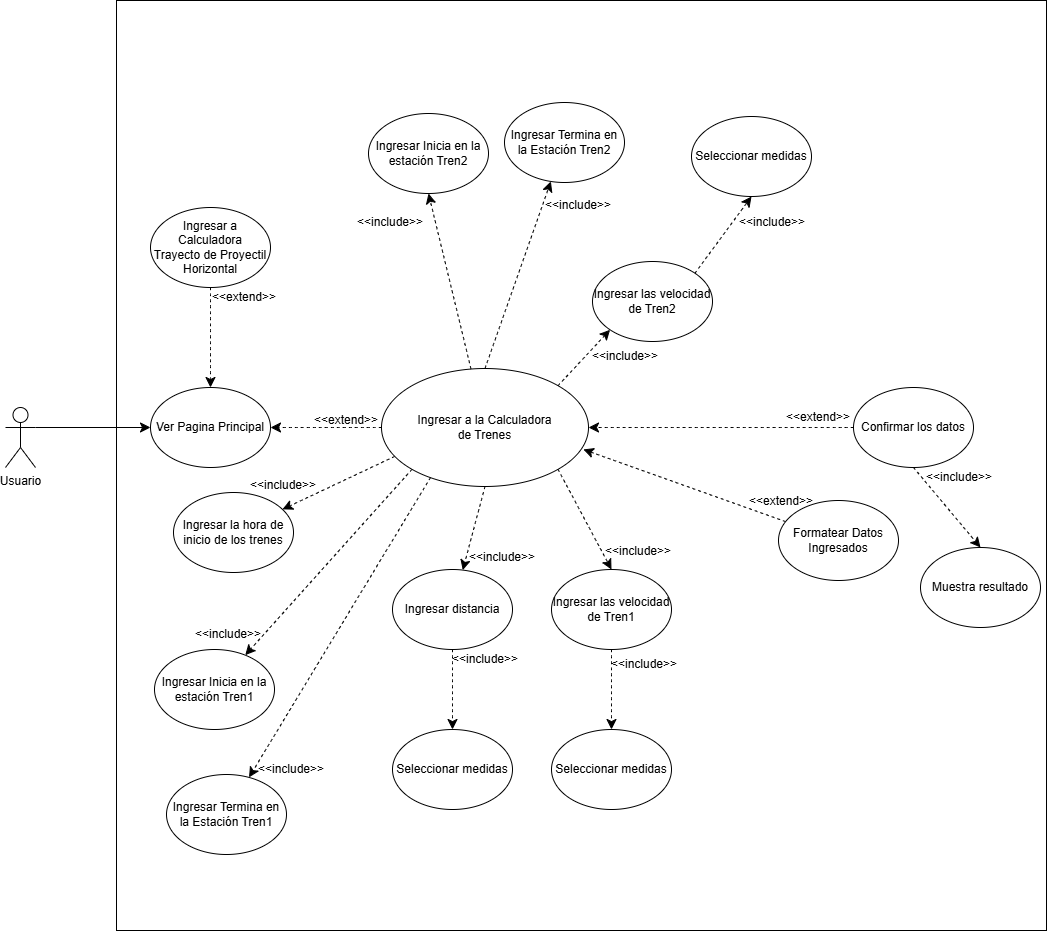 Ingresar Inicia en la
estación Tren2
Ingresar Termina en
la Estación Tren2
Seleccionar medidas
<<include>>
<<include>>
<<include>>
Ingresar a
Calculadora
Trayecto de Proyectil
Horizontal
<<extend>>
Ingresar las velocidad
de Tren2
<<include>>
Usuario
Ver Pagina Principal
<<extend>>
Ingresar a la Calculadora
de Trenes
<<extend>>
Confirmar los datos
<<include>>
<<include>>
<<extend>>
Ingresar la hora de
inicio de los trenes
Formatear Datos
Ingresados
<<include>>
<<include>>
Muestra resultado
Ingresar distancia
Ingresar las velocidad
de Tren1
<<include>>
<<include>>
<<include>>
Ingresar Inicia en la
estación Tren1
<<include>>
Seleccionar medidas
Seleccionar medidas
Ingresar Termina en
la Estación Tren1